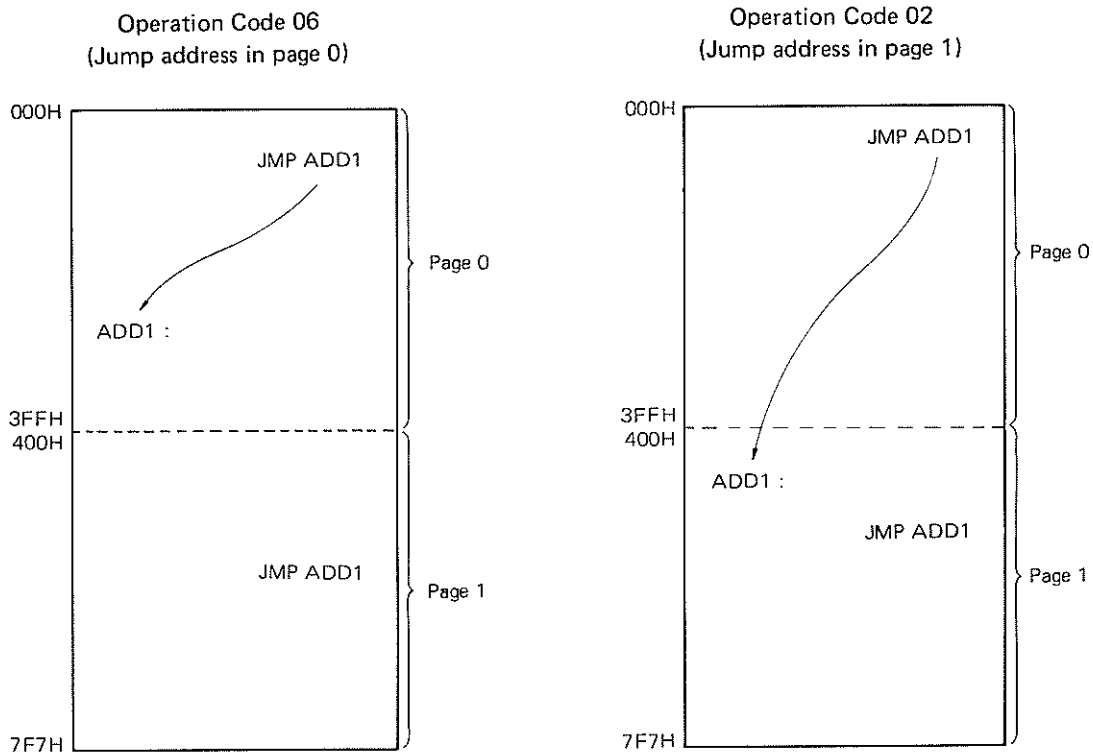 Operation Code 06
(Jump address in page 0)
000H
JMP ADD1
Page 0
ADD1 :
3FFH
400H
JMP ADD1
Page 1
7F7H
Operation Code 02
(Jump address in page 1)
000H
JMP ADD1
Page 0
3FFH
400H
ADD1 :
JMP ADD1
Page 1
7F7H